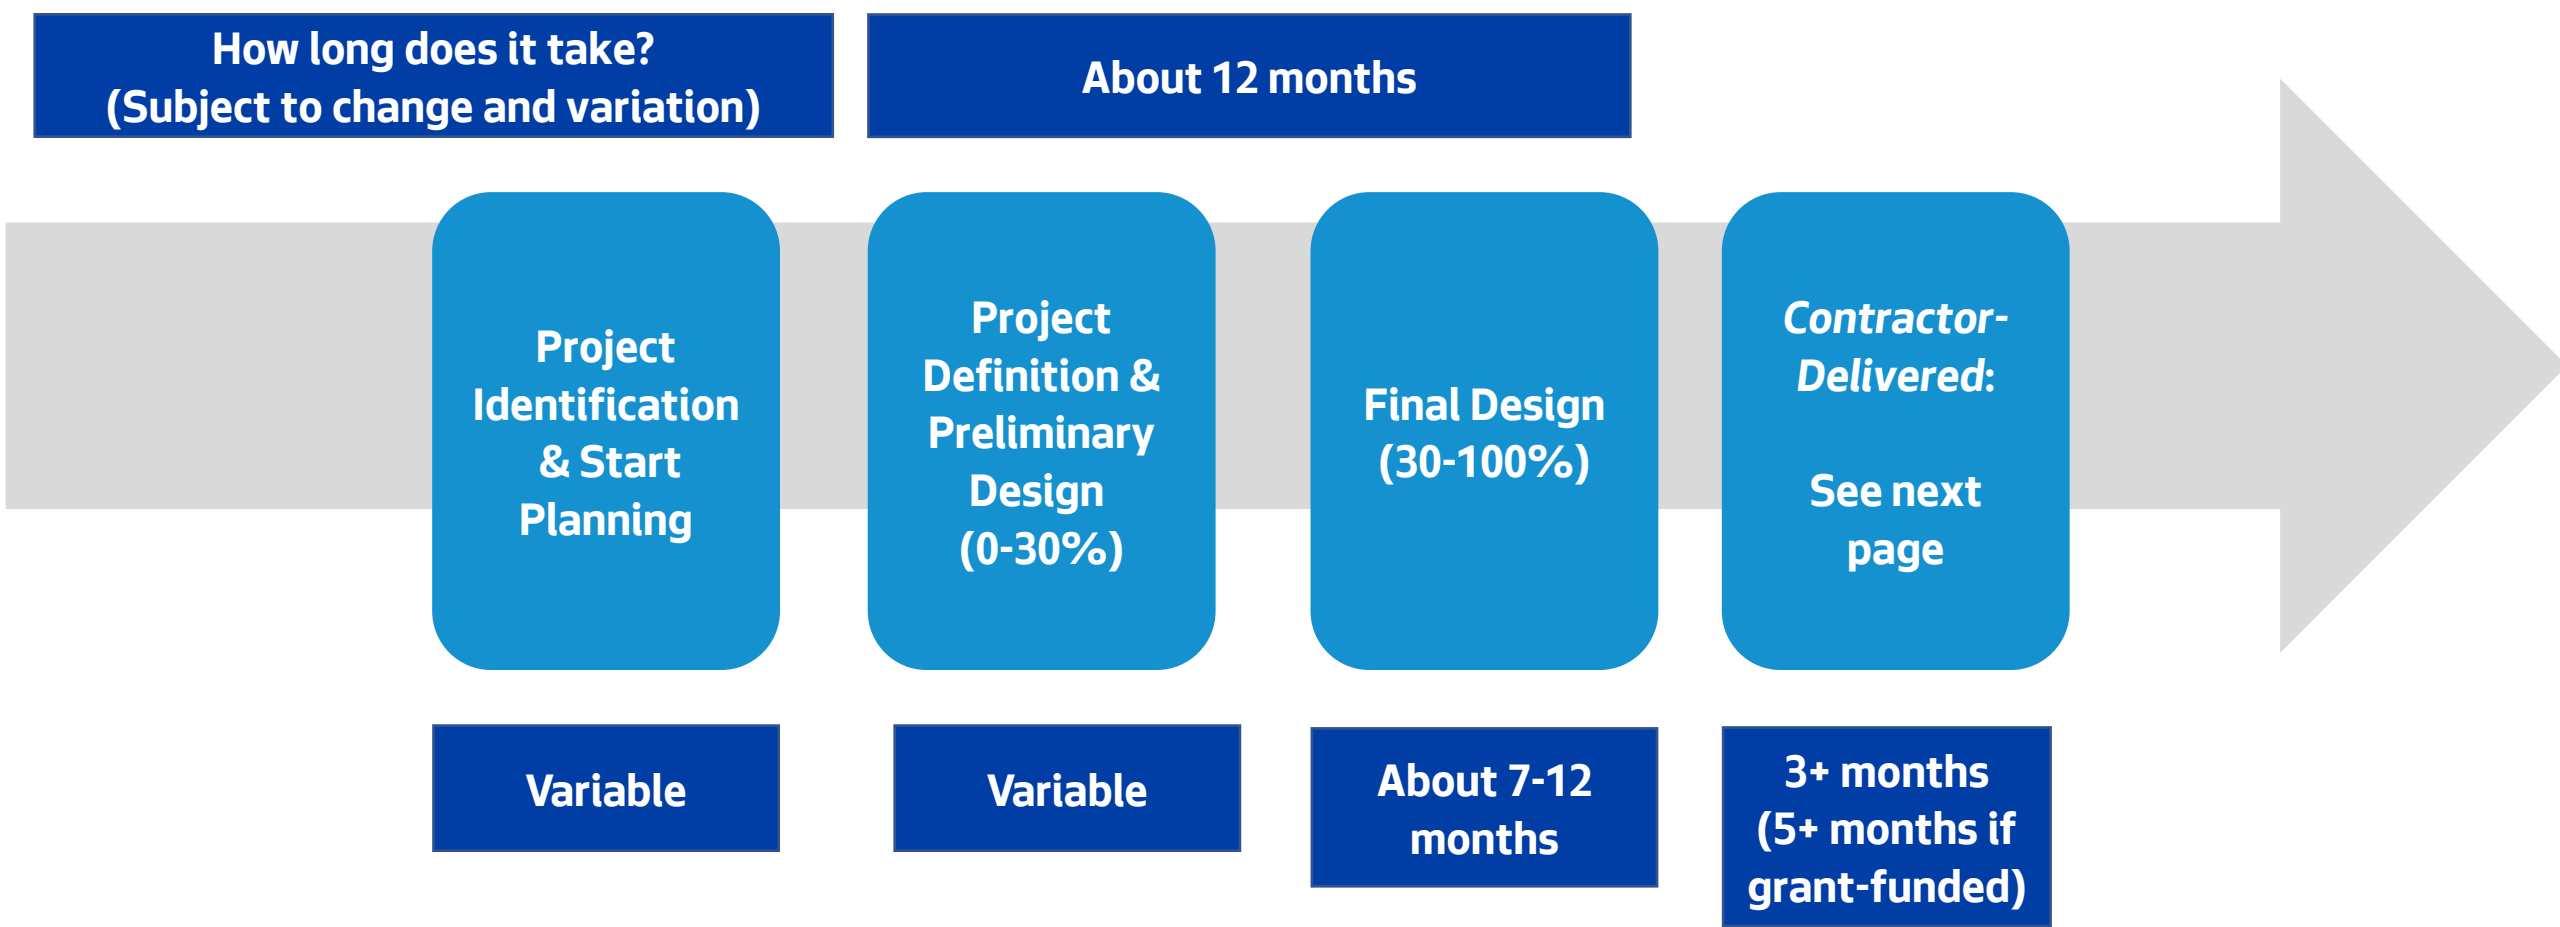 How long does it take?
(Subject to change and variation)
About 12 months
Project
Identification
& Start
Planning
Project
Definition &
Preliminary
Design
(0-30%)
Final Design
(30-100%)
Contractor-
Delivered:
See next
page
Variable
Variable
About 7-12
months
3+ months
(5+ months if
grant-funded)